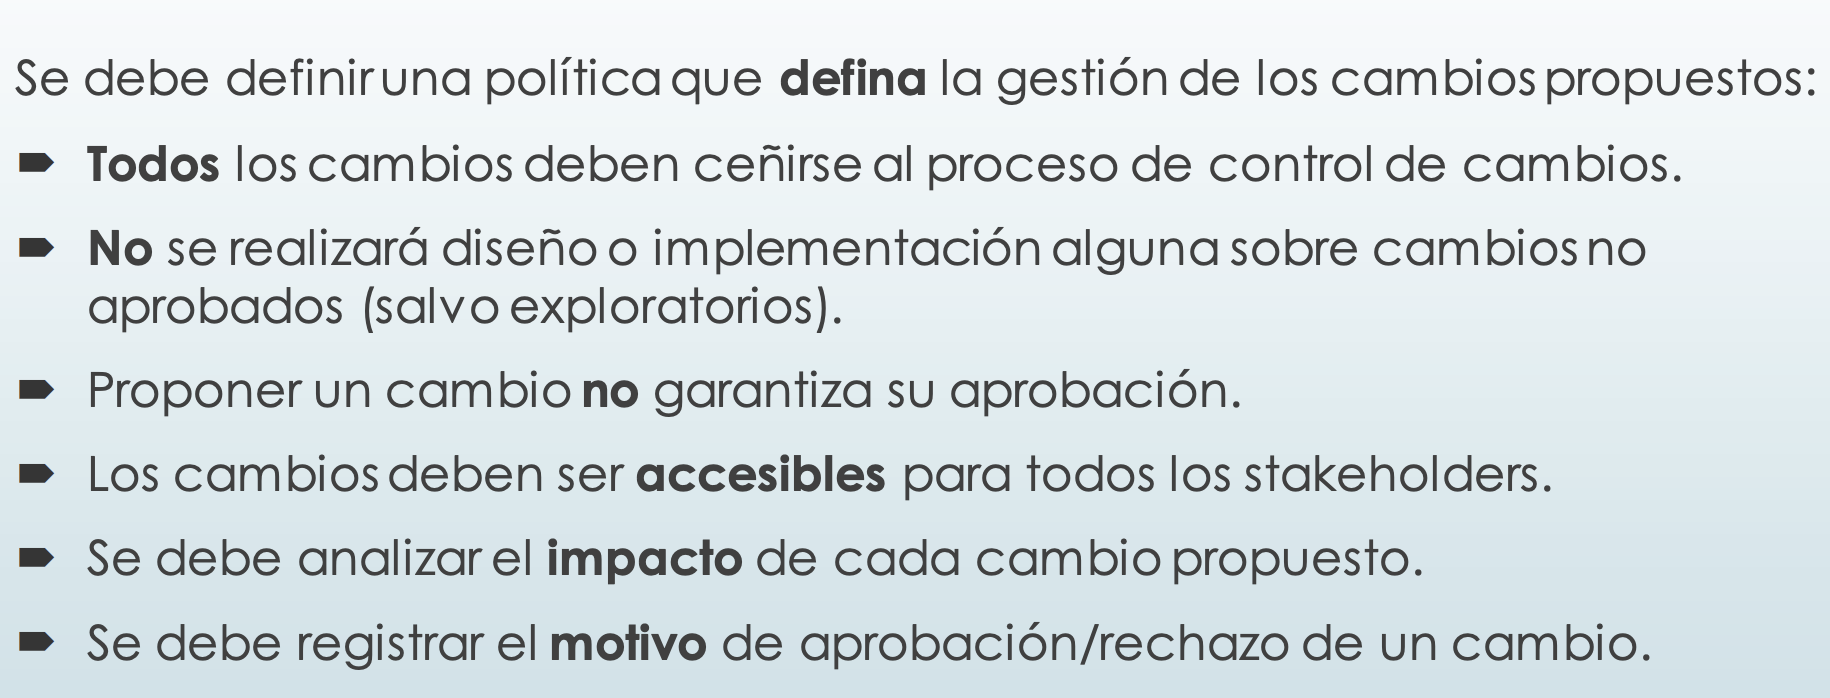 Se debe definir una política que defina la gestión de los cambios propuestos:
Todos los cambios deben ceñirse al proceso de control de cambios.
No se realizará diseño o implementación alguna sobre cambios no
aprobados (salvo exploratorios).
Proponer un cambio no garantiza su aprobación.
Los cambios deben ser accesibles para todos los stakeholders.
Se debe analizar el impacto de cada cambio propuesto.
Se debe registrar el motivo de aprobación/rechazo de un cambio.